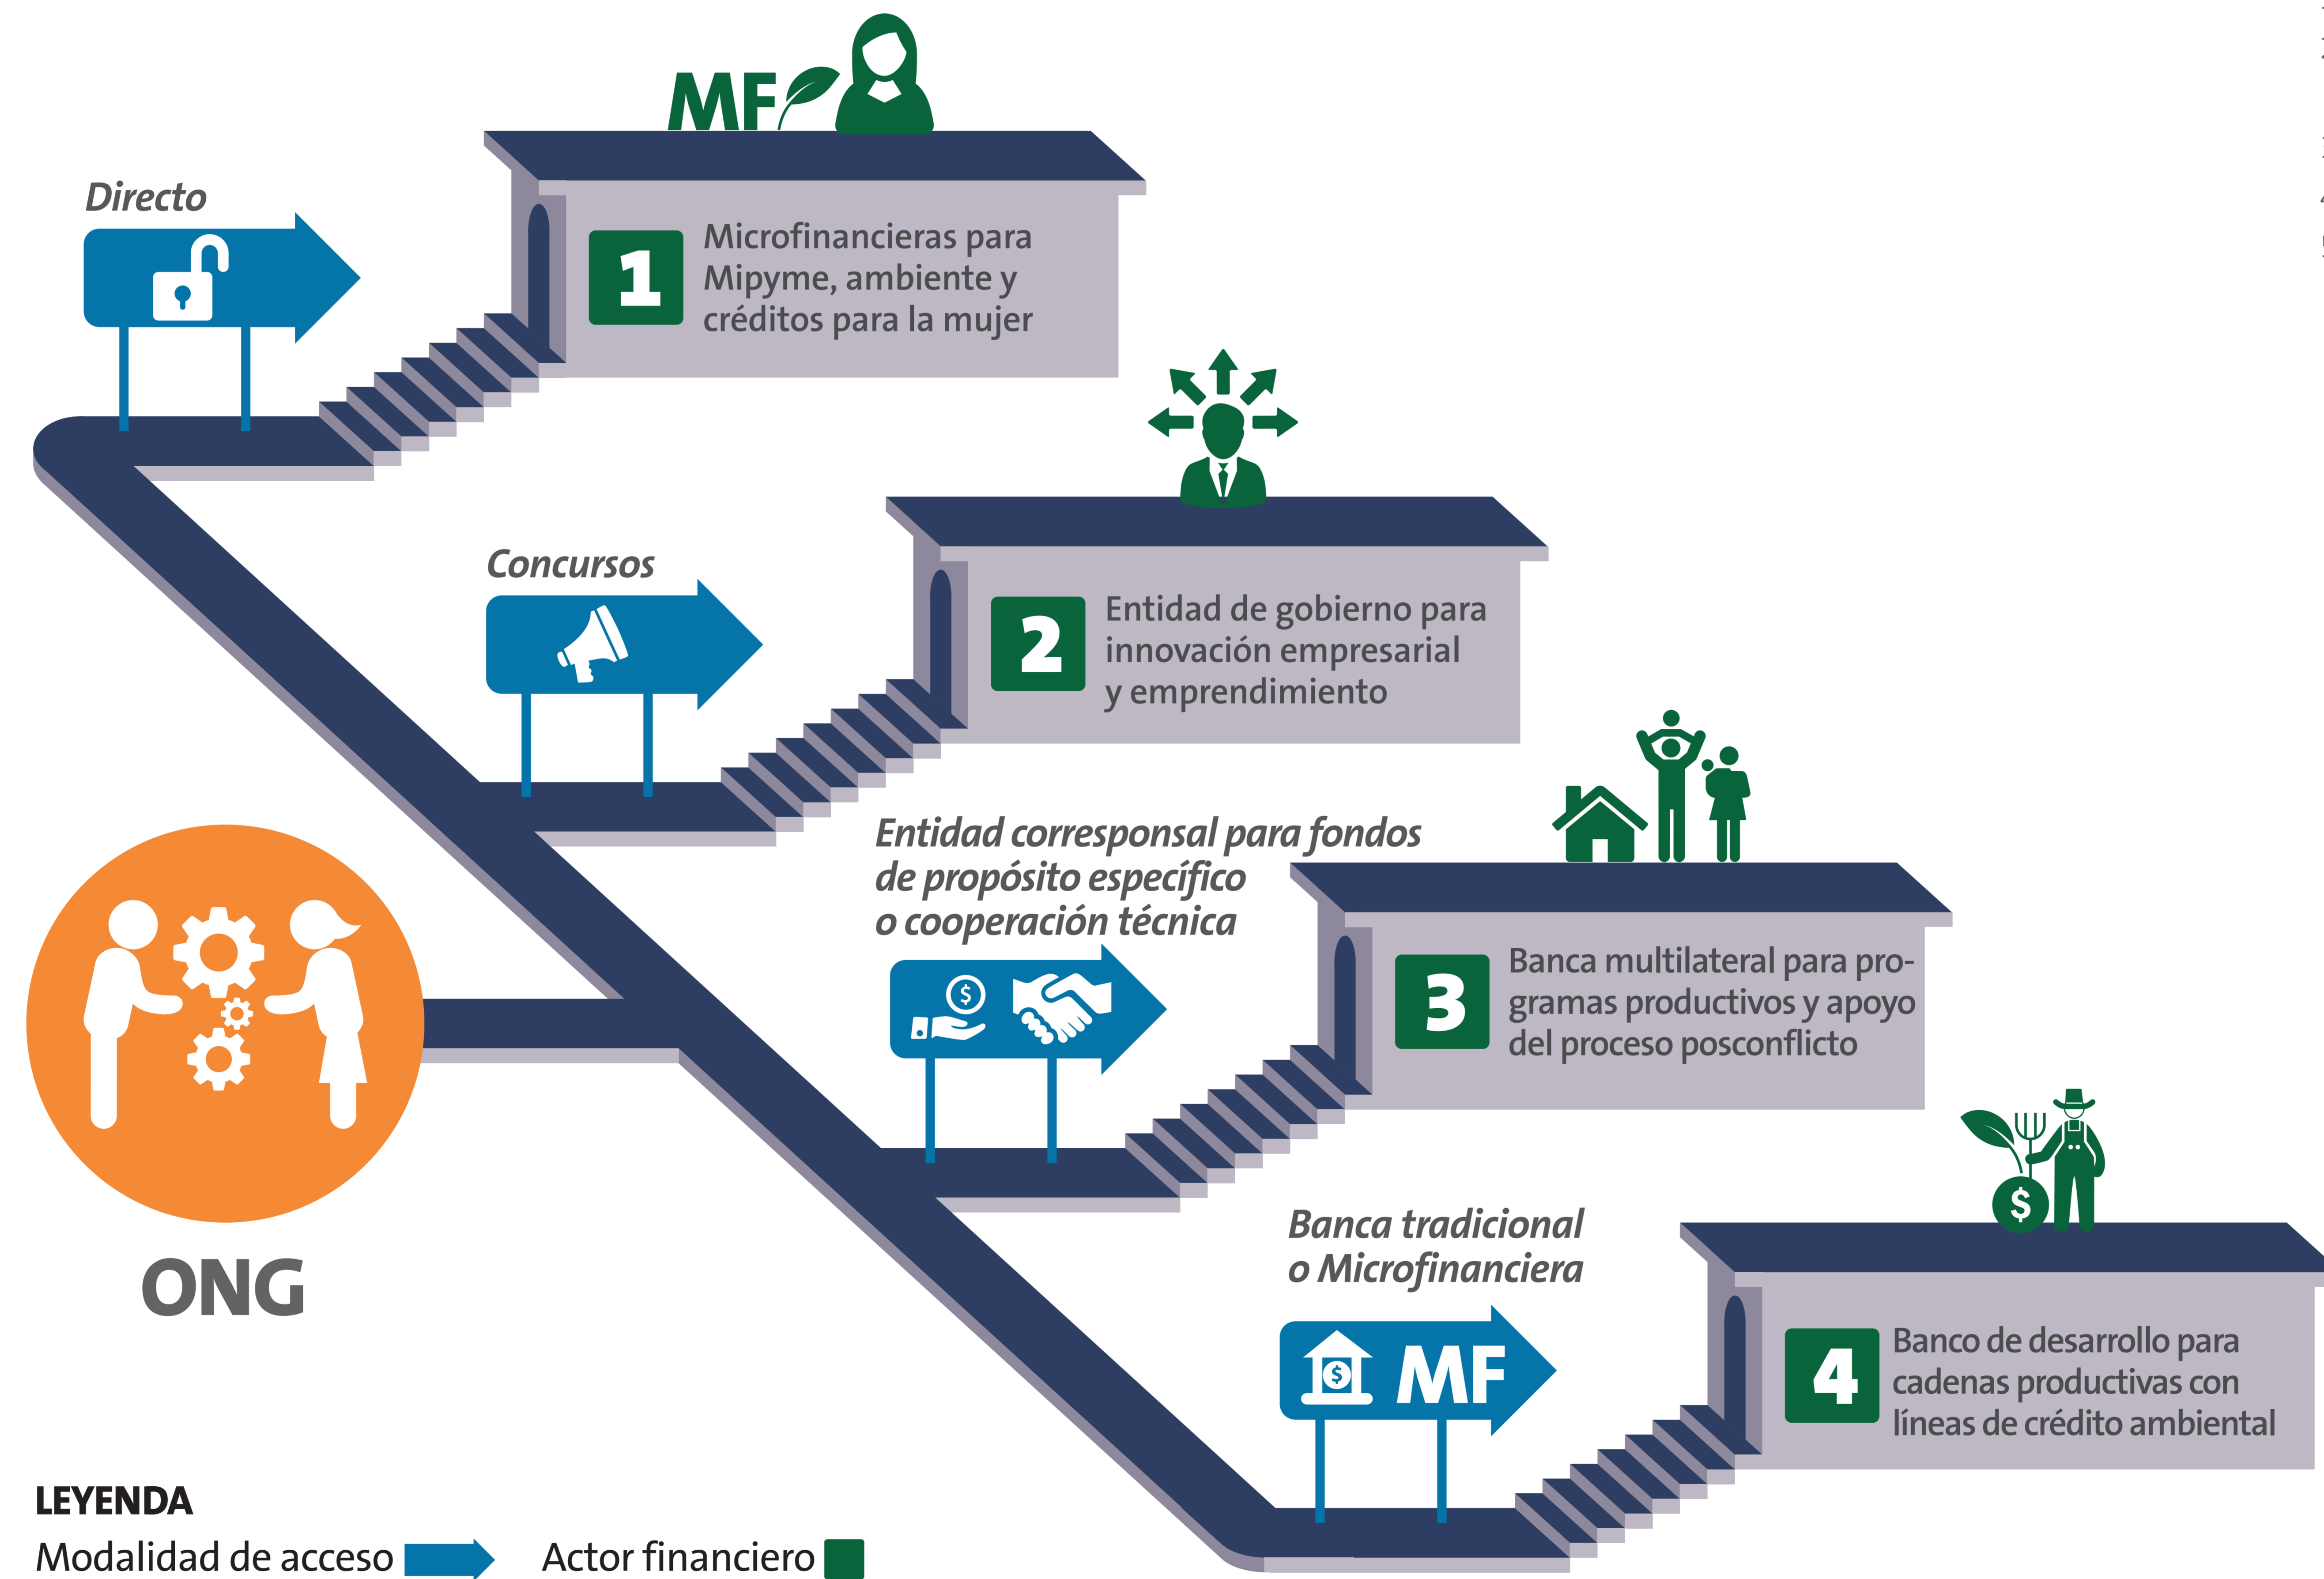 MF
Directo
1
Microfinancieras para
Mipyme, ambiente y
créditos para la mujer
Concursos
2
Entidad de gobierno para
innovación empresarial
y emprendimiento
Entidad corresponsal para fondos
de propósito específico
o cooperación técnica
$
3
Banca multilateral para pro-
gramas productivos y apoyo
del proceso posconflicto
ONG
Banca tradicional
o Microfinanciera
$ MF
$
4
Banco de desarrollo para
cadenas productivas con
líneas de crédito ambiental
LEYENDA
Modalidad de acceso
Actor financiero